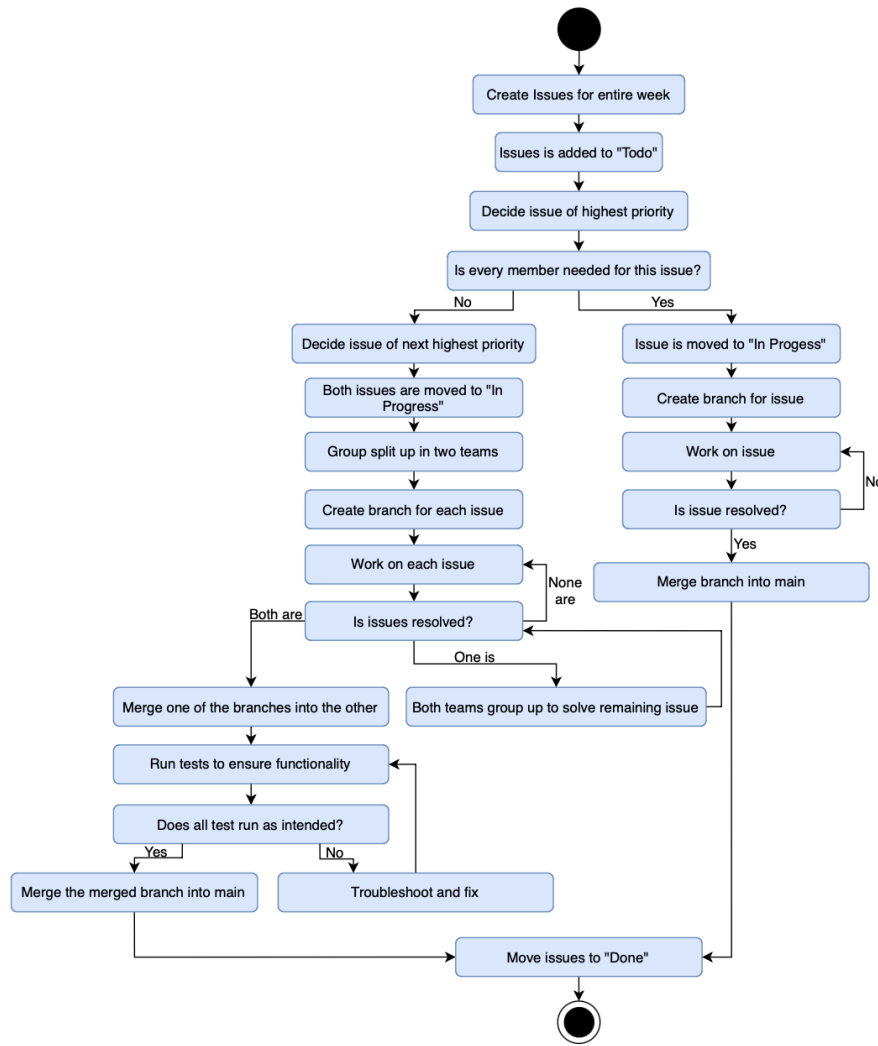 Create Issues for entire week
Issues is added to "Todo"
Decide issue of highest priority
Is every member needed for this issue?
No
Yes
Decide issue of next highest priority
Issue is moved to "In Progess"
Both issues are moved to "In
Progress"
Create branch for issue
Group split up in two teams
Work on issue
No
Create branch for each issue
Is issue resolved?
Yes
Work on each issue
None
are
Merge branch into main
Both are
Is issues resolved?
One is
Merge one of the branches into the other
Both teams group up to solve remaining issue
Run tests to ensure functionality
Does all test run as intended?
Yes
No
Merge the merged branch into main
Troubleshoot and fix
Move issues to "Done"